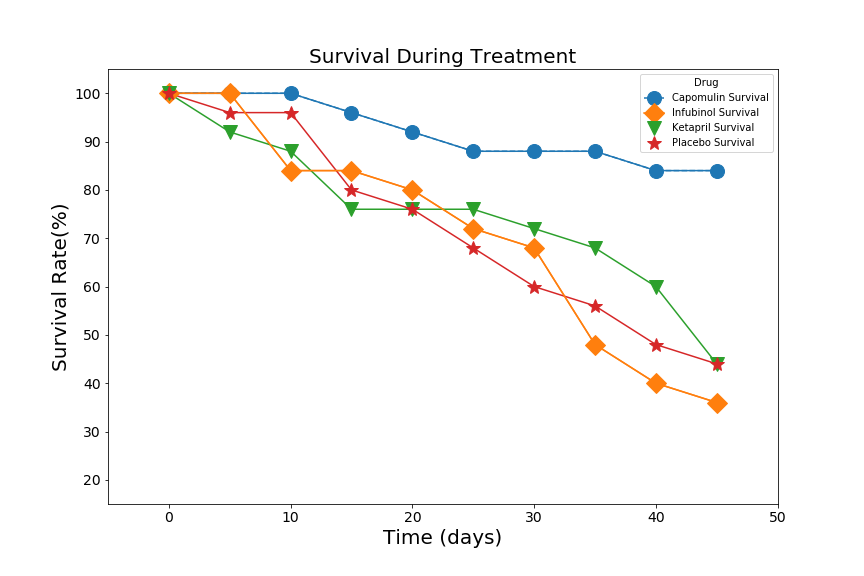 Survival During Treatment
Drug
Capomulin Survival
Infubinol Survival
Ketapril Survival
Placebo Survival
Survival Rate(%)
100
90
80
70
60
50
40
30
20
0 10 20 30 40 50
Time (days)